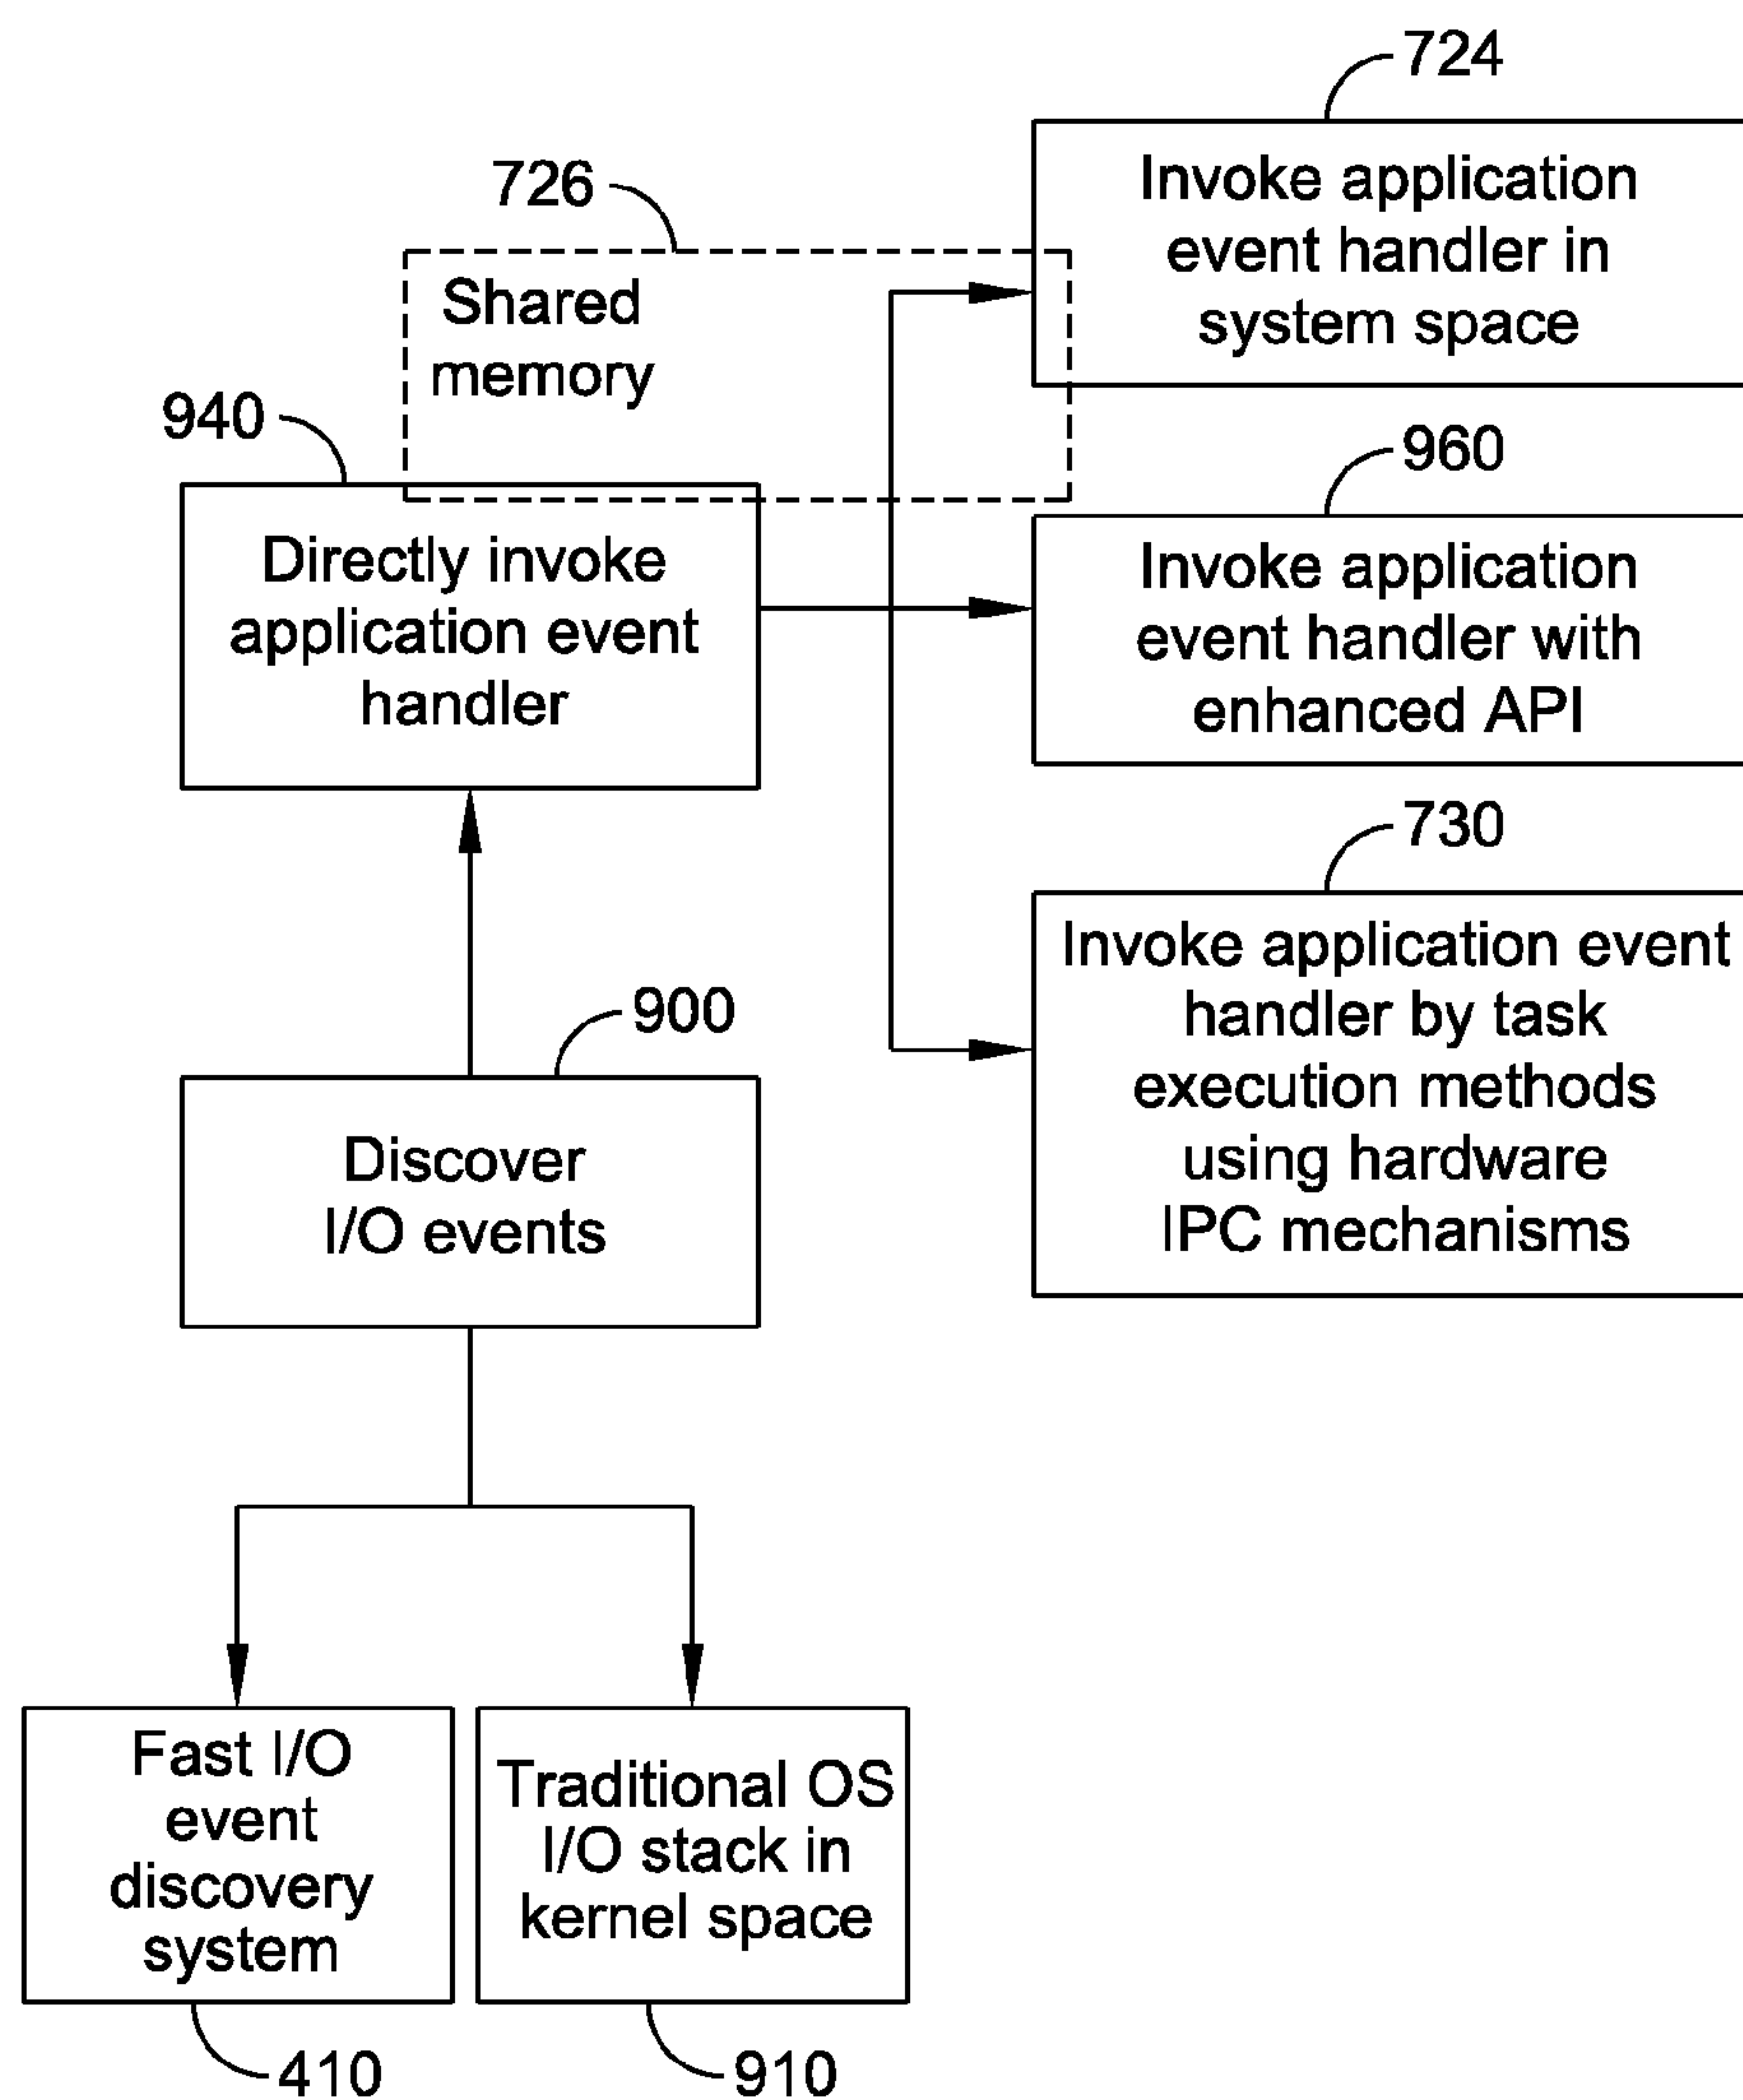 724
Invoke application
event handler in
system space
726
Shared
memory
940
Directly invoke
application event
handler
960
Invoke application
event handler with
enhanced API
730
Invoke application event
handler by task
execution methods
using hardware
IPC mechanisms
900
Discover
I/O events
Fast I/O
event
discovery
system
410
Traditional OS
I/O stack in
kernel space
910